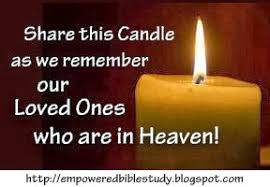 Share this Candle
as we remember
our
Loved Ones
who are in Heaven!
http://empoweredbiblestudy.blogspot.com